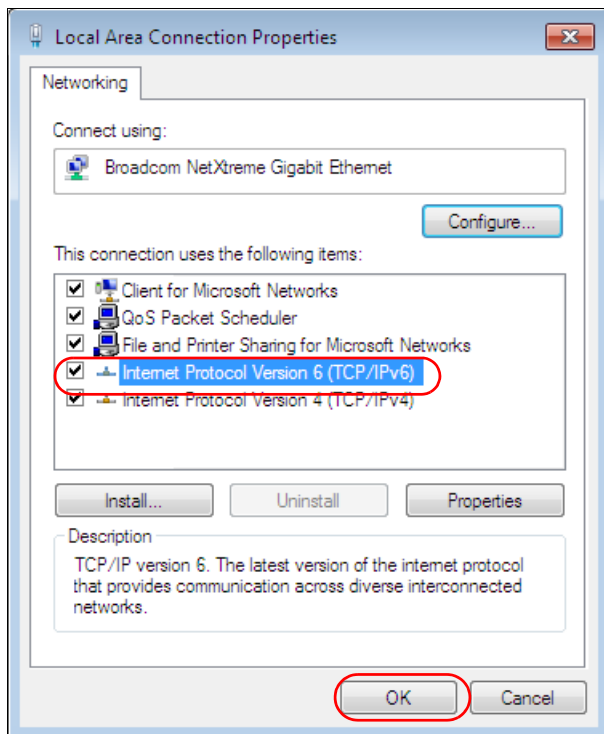 Local Area Connection Properties
Networking
Connect using:
Broadcom NetXtreme Gigabit Ethernet
Configure...
This connection uses the following items:
Client for Microsoft Networks
QoS Packet Scheduler
File and Printer Sharing for Microsoft Networks
Internet Protocol Version 6 (TCP/IPv6)
Internet Protocol Version 4 (TCP/IPv4)
Install...
Uninstall
Properties
Description
TCP/IP version 6. The latest version of the internet protocol
that provides communication across diverse interconnected
networks.
OK
Cancel